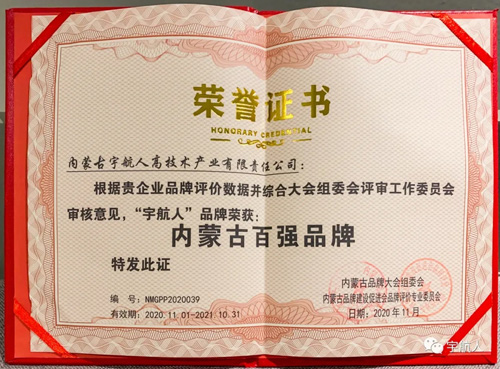 荣誉证书
HONORARY CREDENTIAL
内蒙古宇航人高技术产业有限责任公司：
根据贵企业品牌评价数据并综合大会组委会评审工作委员会
审核意见，“宇航人”品牌荣获：
内蒙古百强品牌
特发此证
编 号：NMGPP2020039
有效期：2020.11.01-2021.10.31
内蒙古品牌大会组委会
内蒙古品牌建设促进会品牌评价专业委员会
日期：2020年11月
宇航人